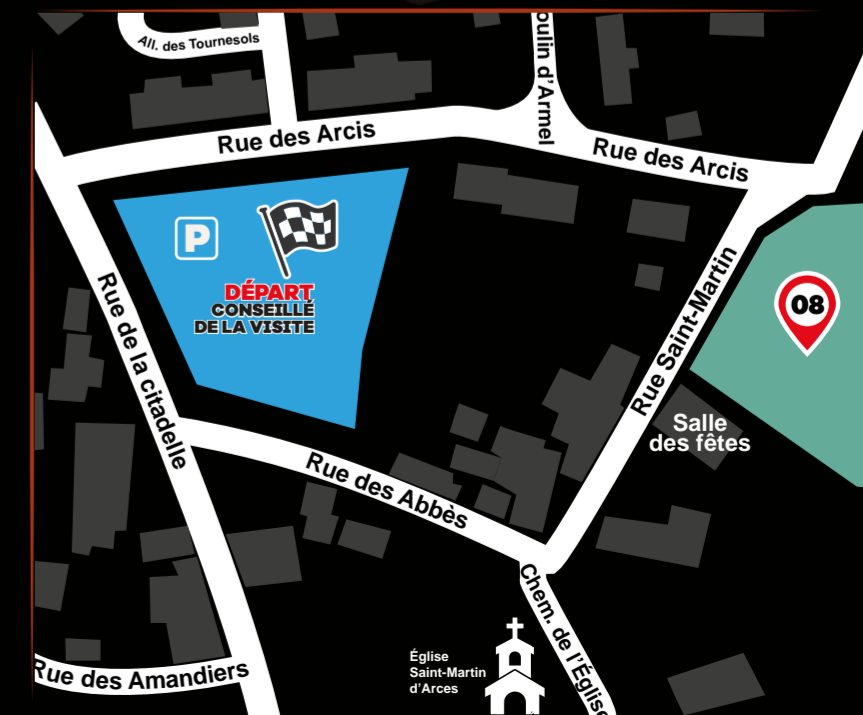 All. des Tournesols
oulin d'Armel
Rue des Arcis
Rue des Arcis
P
DÉPART
CONSEILLÉ
DE LA VISITE
Rue de la citadelle
Rue Saint-Martin
08
Salle
des fêtes
Rue des Abbès
Chem. de l'Église
Église
Saint-Martin
d'Arces
Rue des Amandiers